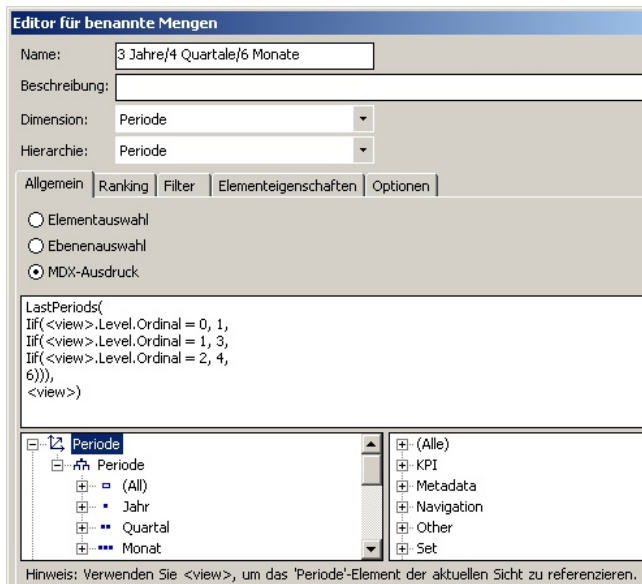 Editor für benannte Mengen
Name: 3 Jahre/4 Quartale/6 Monate
Beschreibung:
Dimension: Periode
Hierarchie: Periode
Allgemein Ranking Filter Elementeigenschaften Optionen
Elementauswahl
Ebenenauswahl
MDX-Ausdruck
LastPeriods(
Iif(<view>.Level.Ordinal = 0, 1,
Iif(<view>.Level.Ordinal = 1, 3,
Iif(<view>.Level.Ordinal = 2, 4,
6))),
<view>)
Periode
Periode
(All)
Jahr
Quartal
Monat
(Alle)
KPI
Metadata
Navigation
Other
Set
Hinweis: Verwenden Sie <view>, um das 'Periode'-Element der aktuellen Sicht zu referenzieren.